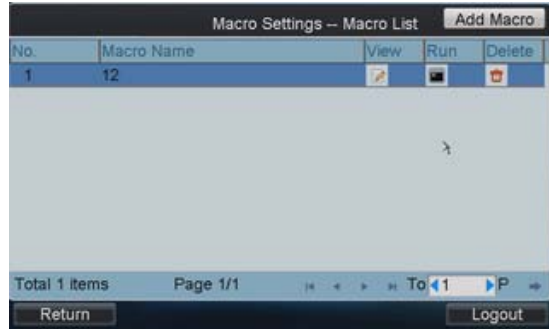 Macro Settings -- Macro List Add Macro
No. Macro Name View Run Delete
1 12
Total 1 items Page 1/1 To 1 P
Return Logout